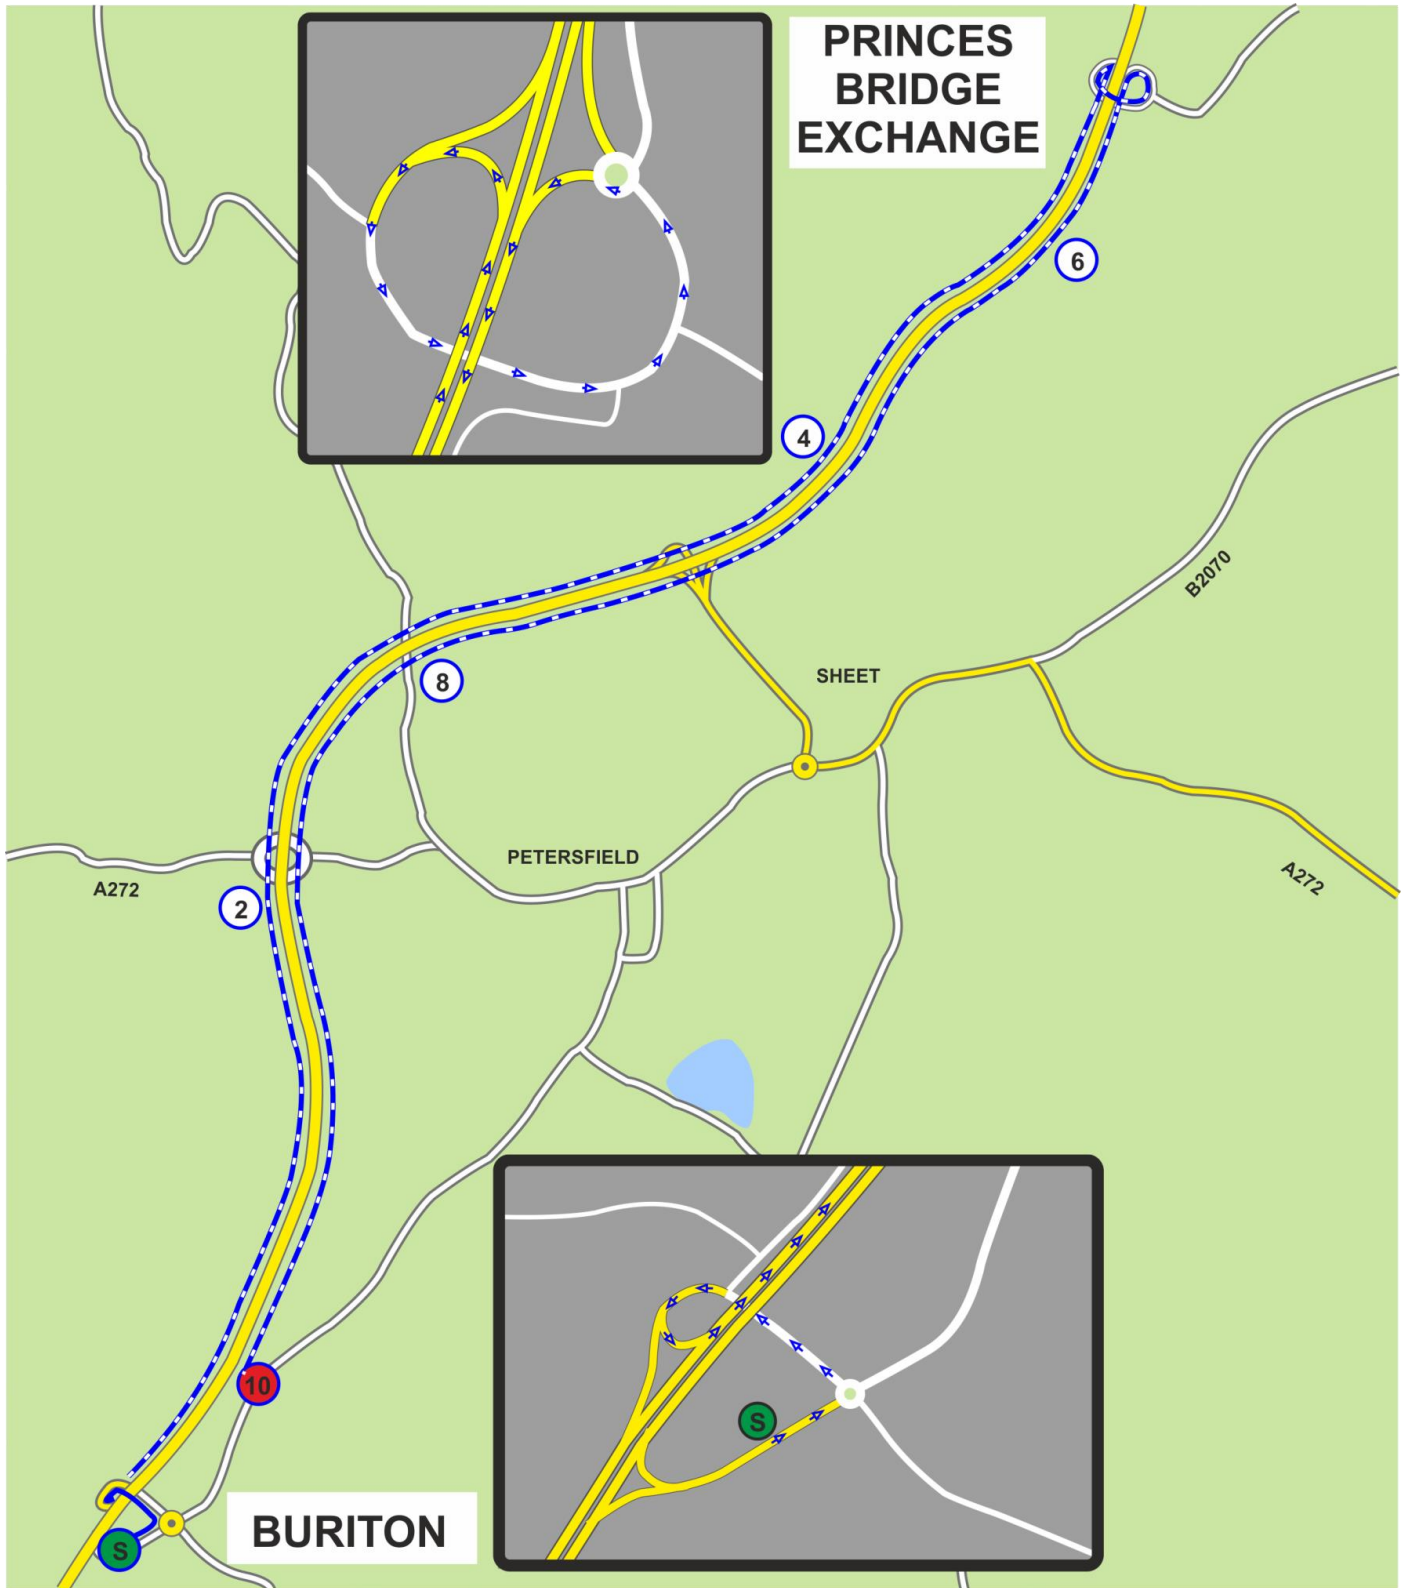 PRINCES
BRIDGE
EXCHANGE
6
4
B2070
8
SHEET
PETERSFIELD
A272
A272
2
10
S
S
BURITON